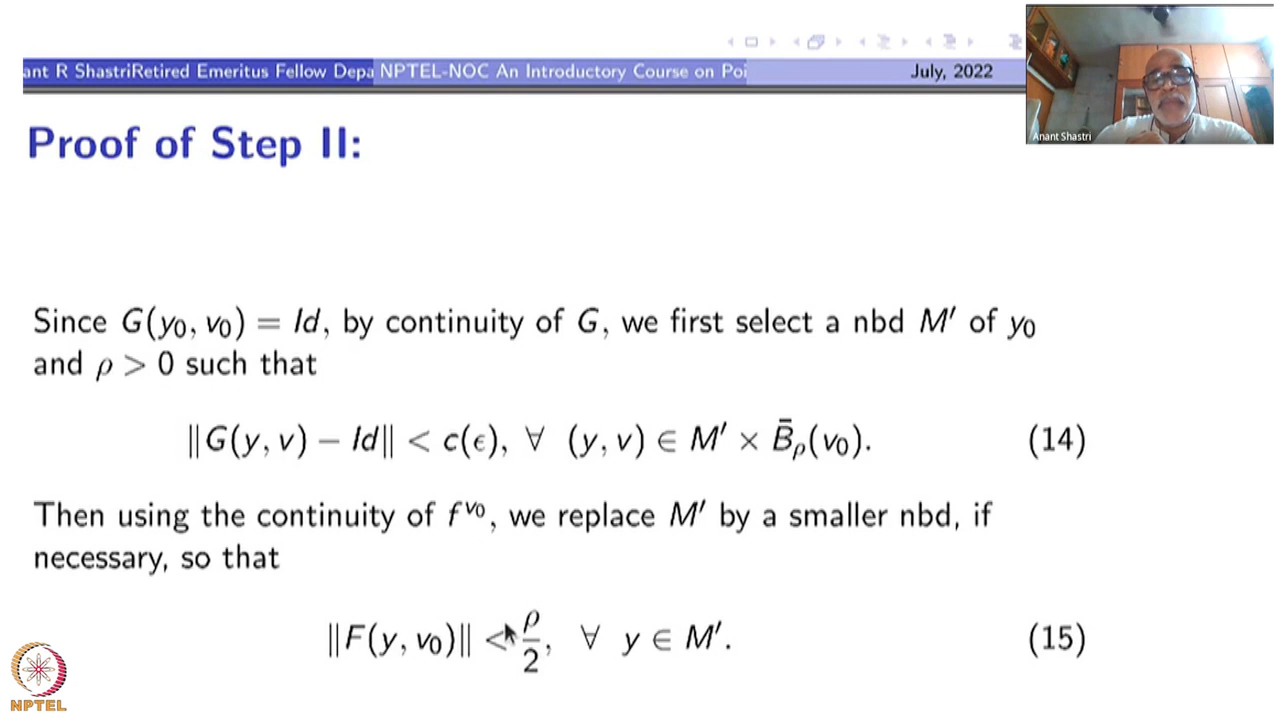 ant R ShastriRetired Emeritus Fellow Depa NPTEL-NOC An Introductory Course on Poi July, 2022
Anant Shastri
Proof of Step II:
Since G(y₀, v₀) = Id, by continuity of G, we first select a nbd M′ of y₀
and ρ > 0 such that
‖G(y, v) − Id‖ < c(ϵ), ∀ (y, v) ∈ M′ × B̄ρ(v₀). (14)
Then using the continuity of f^v₀, we replace M′ by a smaller nbd, if
necessary, so that
‖F(y, v₀)‖ < ρ/2, ∀ y ∈ M′. (15)
NPTEL